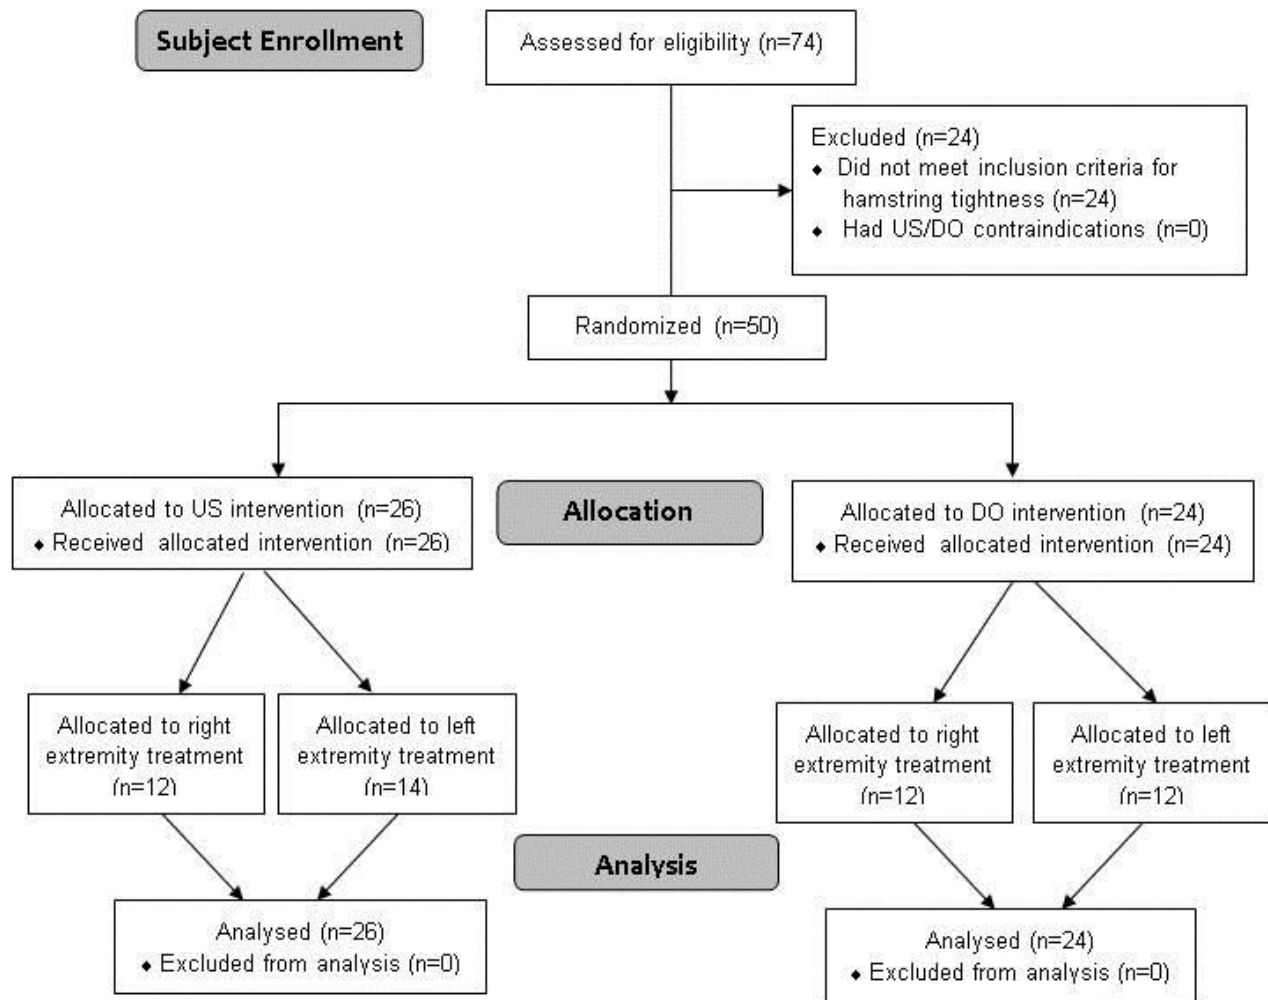 Subject Enrollment
Assessed for eligibility (n=74)
Excluded (n=24)
♦ Did not meet inclusion criteria for
hamstring tightness (n=24)
♦ Had US/DO contraindications (n=0)
Randomized (n=50)
Allocated to US intervention (n=26)
♦ Received allocated intervention (n=26)
Allocation
Allocated to DO intervention (n=24)
♦ Received allocated intervention (n=24)
Allocated to right
extremity treatment
(n=12)
Allocated to left
extremity treatment
(n=14)
Allocated to right
extremity treatment
(n=12)
Allocated to left
extremity treatment
(n=12)
Analysis
Analysed (n=26)
♦ Excluded from analysis (n=0)
Analysed (n=24)
♦ Excluded from analysis (n=0)